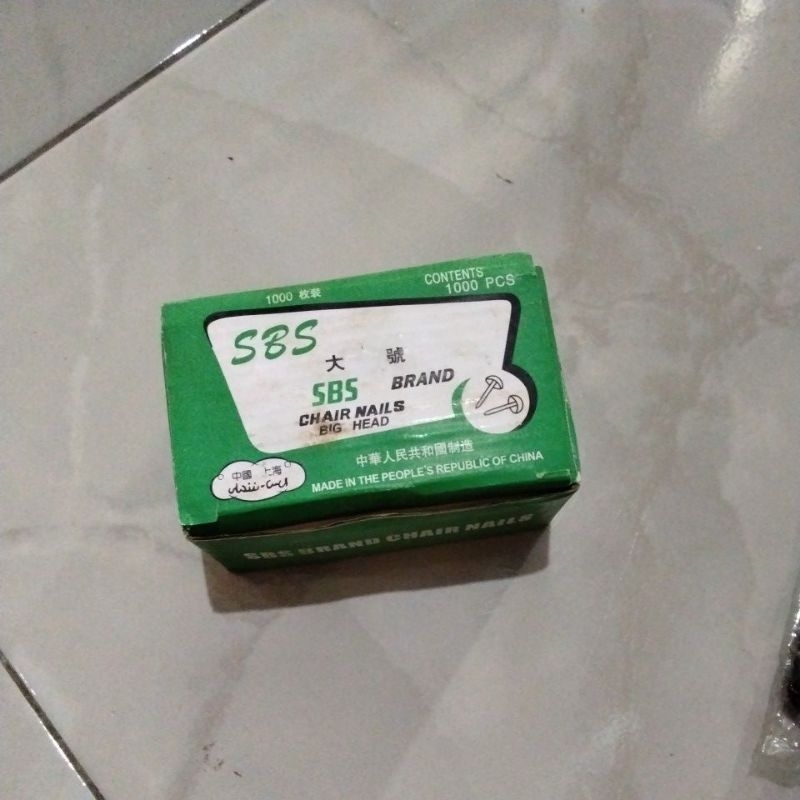 1000 枚装
CONTENTS
1000 PCS
SBS
大 號
SBS BRAND
CHAIR NAILS
BIG HEAD
中國 上海
中華人民共和國制造
MADE IN THE PEOPLE'S REPUBLIC OF CHINA
SBS BRAND CHAIR NAILS